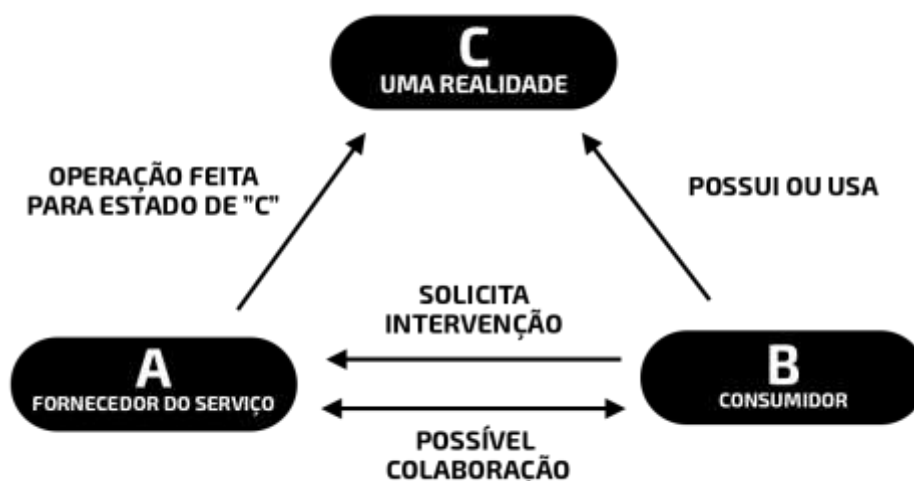 C
UMA REALIDADE
OPERAÇÃO FEITA
PARA ESTADO DE "C"
POSSUI OU USA
SOLICITA
INTERVENÇÃO
A
FORNECEDOR DO SERVIÇO
B
CONSUMIDOR
POSSÍVEL
COLABORAÇÃO